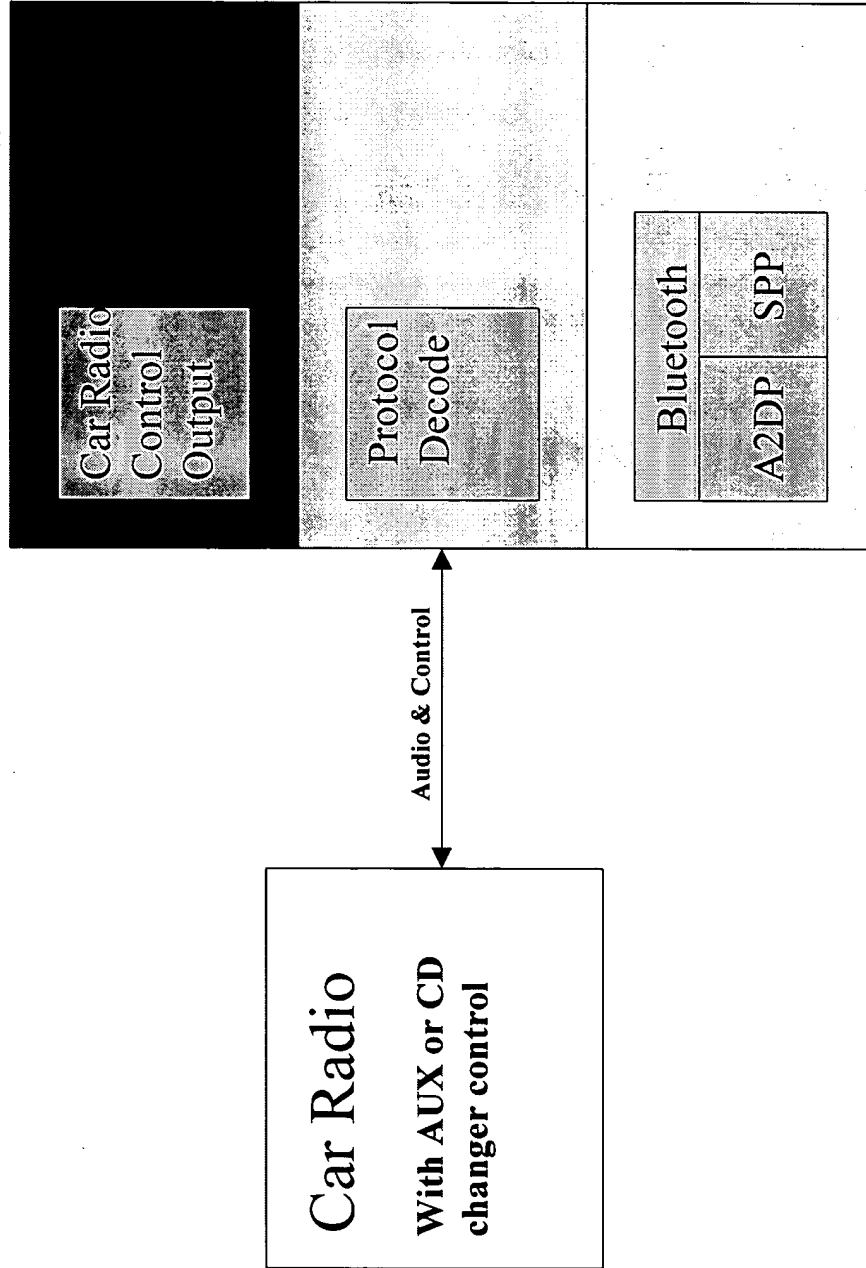 Car Radio
With AUX or CD
changer control
Audio & Control
Car Radio
Control
Output
Protocol
Decode
Bluetooth
A2DP
SPP